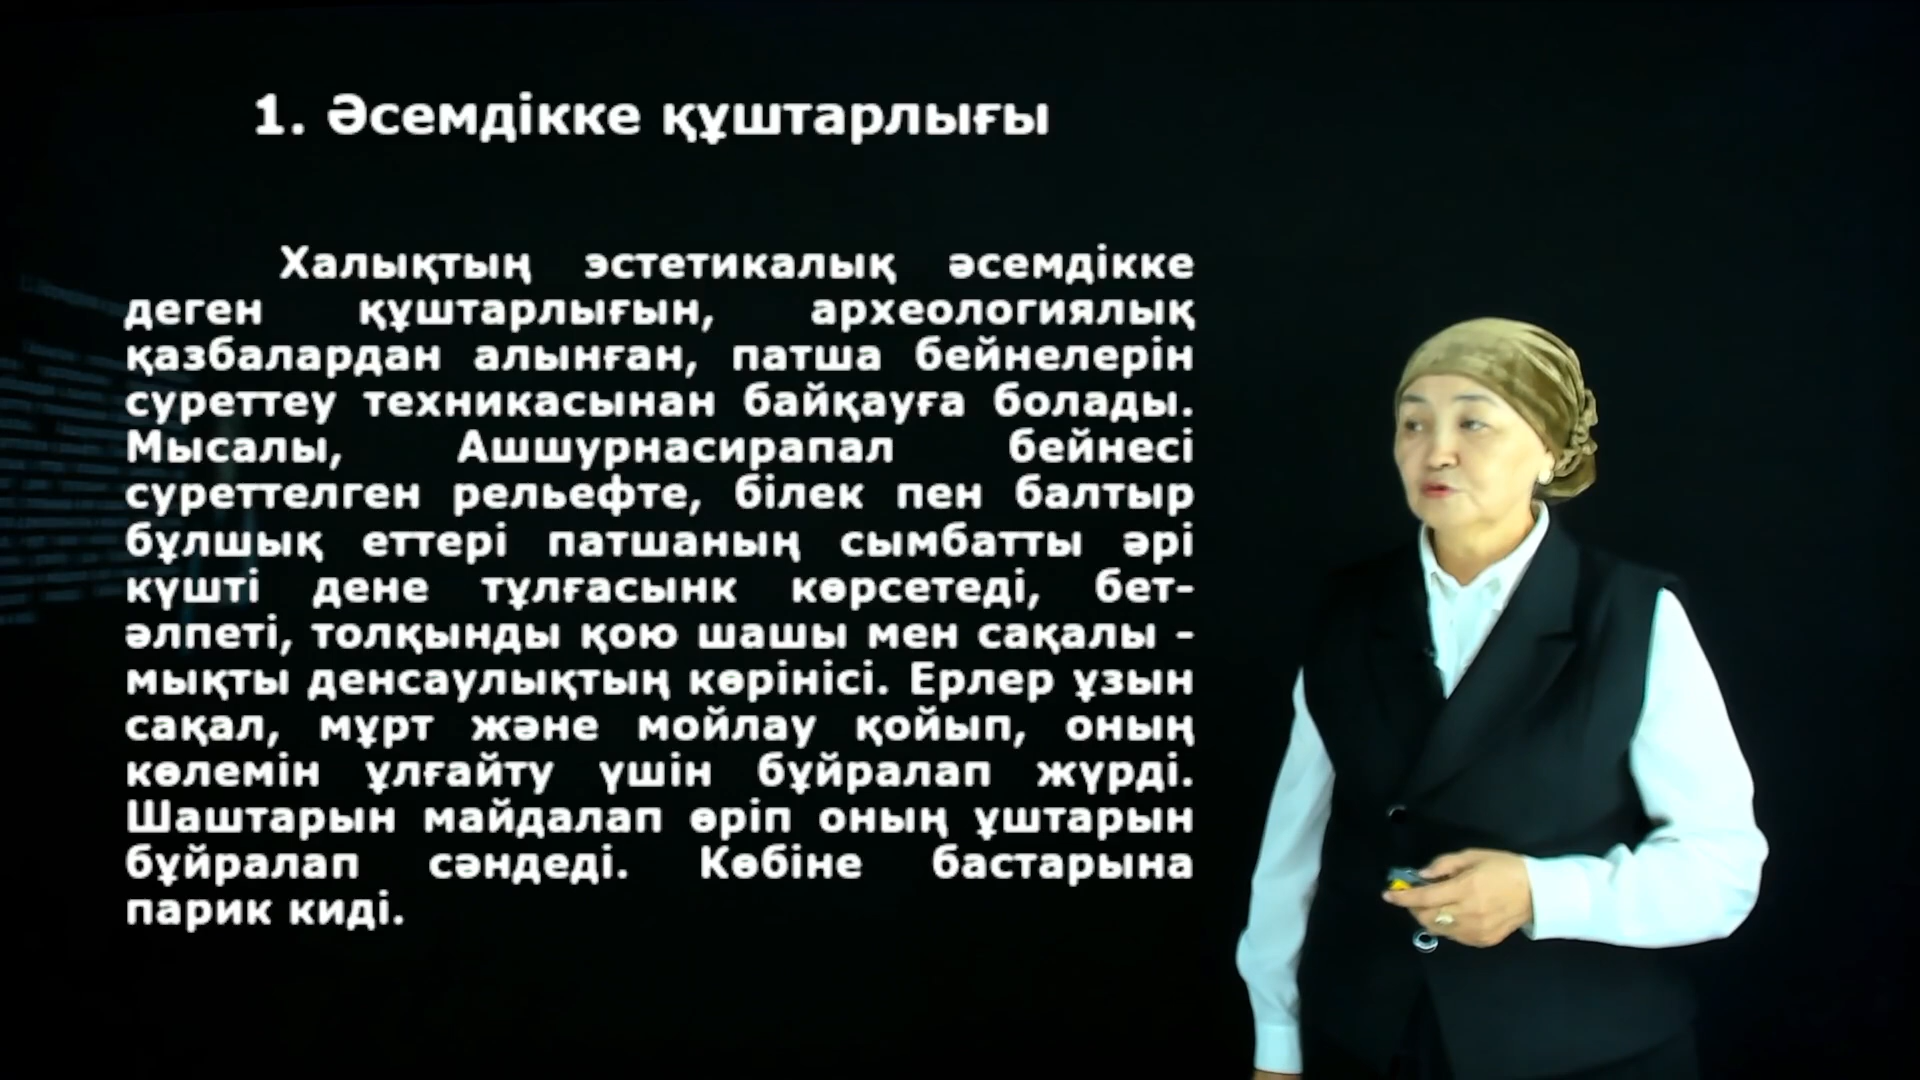 1. Әсемдікке құштарлығы
Халықтың эстетикалық әсемдікке
деген құштарлығын, археологиялық
қазбалардан алынған, патша бейнелерін
суреттеу техникасынан байқауға болады.
Мысалы, Ашшурнасирапал бейнесі
суреттелген рельефте, білек пен балтыр
бұлшық еттері патшаның сымбатты әрі
күшті дене тұлғасынк көрсетеді, бет-
әлпеті, толқынды қою шашы мен сақалы -
мықты денсаулықтың көрінісі. Ерлер ұзын
сақал, мұрт және мойлау қойып, оның
көлемін ұлғайту үшін бұйралап жүрді.
Шаштарын майдалап өріп оның ұштарын
бұйралап сәндеді. Көбіне бастарына
парик киді.